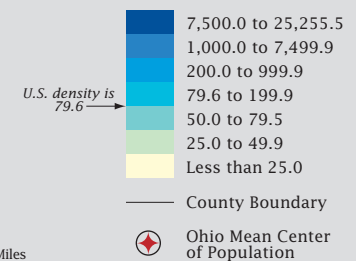 7,500.0 to 25,255.5
1,000.0 to 7,499.9
200.0 to 999.9
U.S. density is
79.6
79.6 to 199.9
50.0 to 79.5
25.0 to 49.9
Less than 25.0
County Boundary
Ohio Mean Center
of Population
Miles